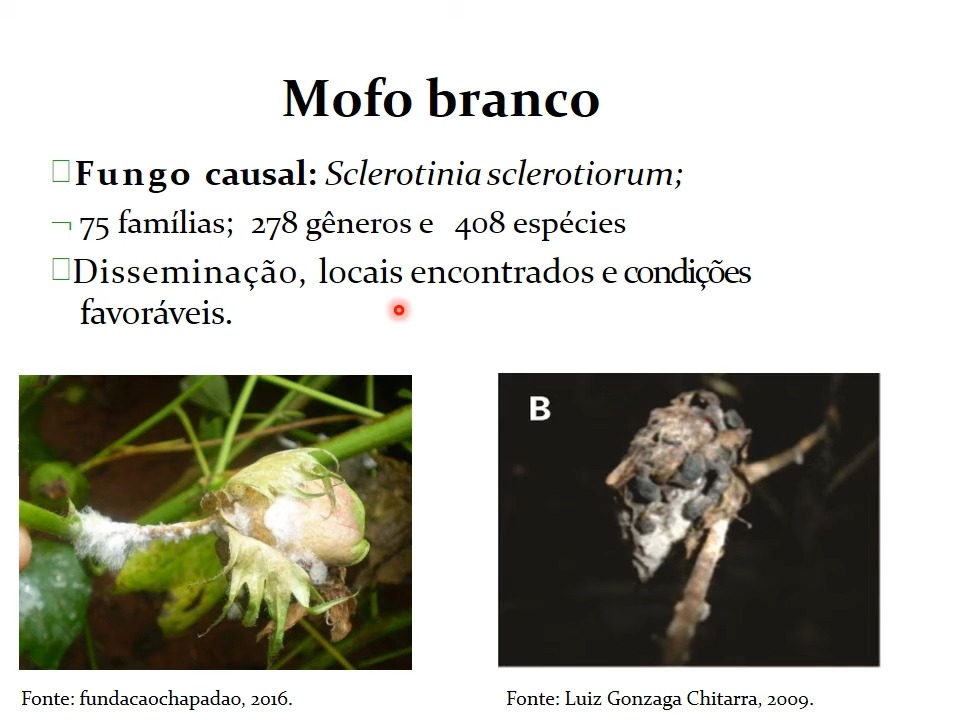 Mofo branco
Fungo causal: Sclerotinia sclerotiorum;
¬ 75 famílias; 278 gêneros e 408 espécies
Disseminação, locais encontrados e condições
favoráveis.
B
Fonte: fundacaochapadao, 2016.
Fonte: Luiz Gonzaga Chitarra, 2009.